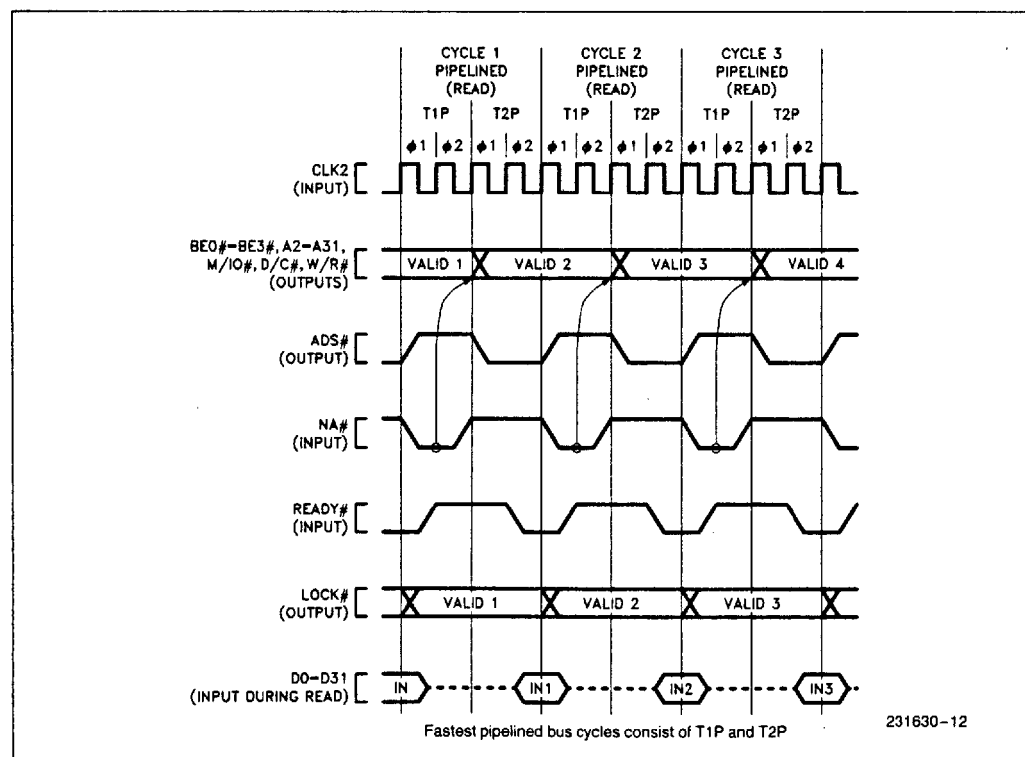 CYCLE 1 CYCLE 2 CYCLE 3
PIPELINED PIPELINED PIPELINED
(READ) (READ) (READ)
T1P T2P T1P T2P T1P T2P
ϕ1 ϕ2 ϕ1 ϕ2 ϕ1 ϕ2 ϕ1 ϕ2 ϕ1 ϕ2 ϕ1 ϕ2
CLK2
(INPUT)
BE0#-BE3#, A2-A31,
M/IO#, D/C#, W/R#
(OUTPUTS)
VALID 1 VALID 2 VALID 3 VALID 4
ADS#
(OUTPUT)
NA#
(INPUT)
READY#
(INPUT)
LOCK#
(OUTPUT)
VALID 1 VALID 2 VALID 3
D0-D31
(INPUT DURING READ)
IN IN1 IN2 IN3
Fastest pipelined bus cycles consist of T1P and T2P
231630-12